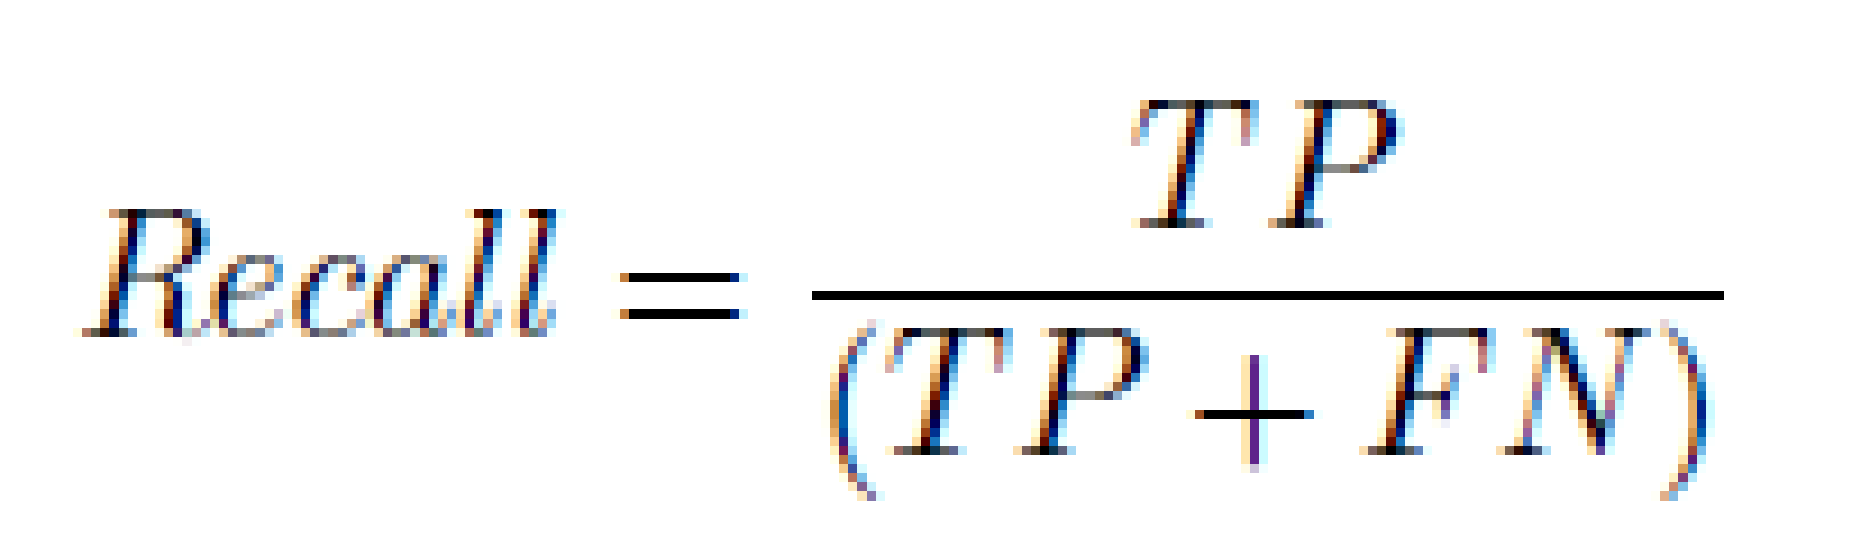 Recall = TP / (TP + FN)